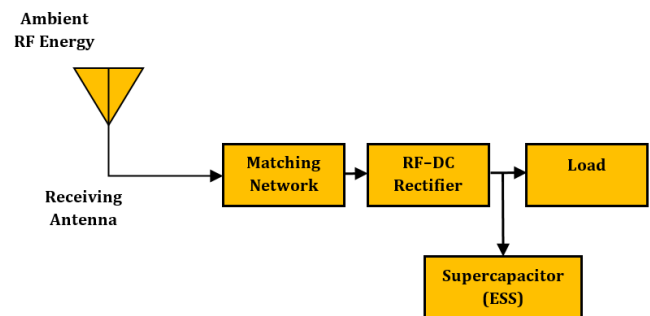 Ambient
RF Energy
Receiving
Antenna
Matching
Network
RF–DC
Rectifier
Load
Supercapacitor
(ESS)